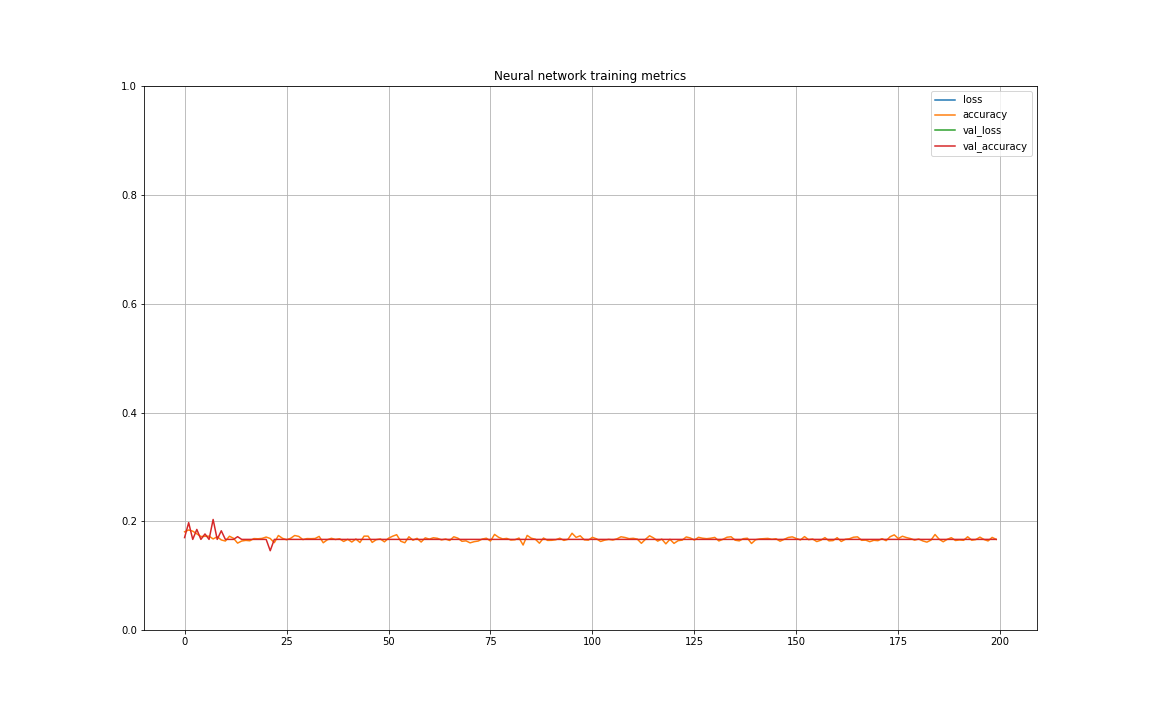 Neural network training metrics
1.0
loss
accuracy
val_loss
val_accuracy
0.8
0.6
0.4
0.2
0.0
0 25 50 75 100 125 150 175 200